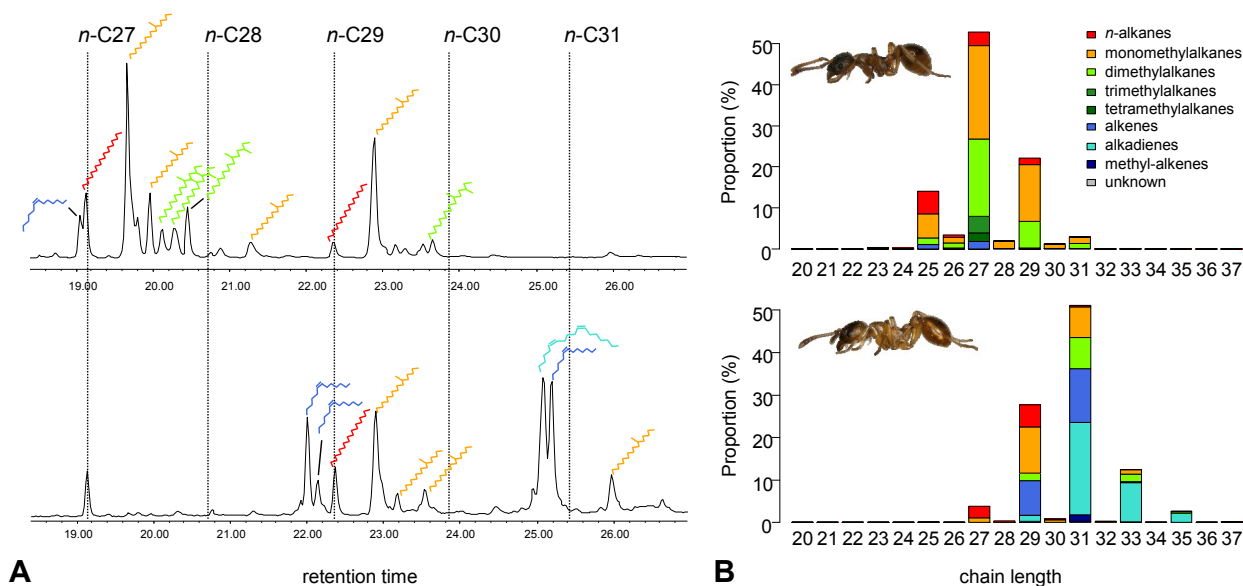 n-C27 n-C28 n-C29 n-C30 n-C31
19.00 20.00 21.00 22.00 23.00 24.00 25.00 26.00
19.00 20.00 21.00 22.00 23.00 24.00 25.00 26.00
A
retention time
Proportion (%)
50
40
30
20
10
0
n-alkanes
monomethylalkanes
dimethylalkanes
trimethylalkanes
tetramethylalkanes
alkenes
alkadienes
methyl-alkenes
unknown
20 21 22 23 24 25 26 27 28 29 30 31 32 33 34 35 36 37
Proportion (%)
50
40
30
20
10
0
20 21 22 23 24 25 26 27 28 29 30 31 32 33 34 35 36 37
B
chain length